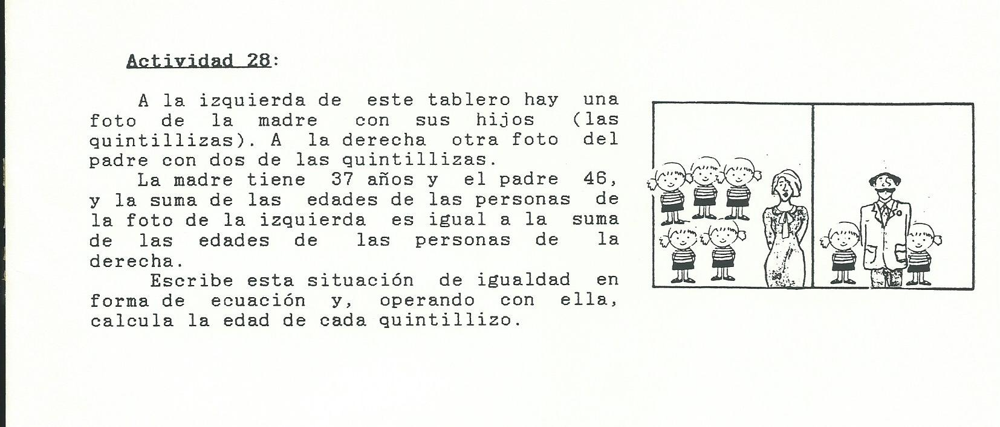 Actividad 28:
A la izquierda de este tablero hay una
foto de la madre con sus hijos (las
quintillizas). A la derecha otra foto del
padre con dos de las quintillizas.
La madre tiene 37 años y el padre 46,
y la suma de las edades de las personas de
la foto de la izquierda es igual a la suma
de las edades de las personas de la
derecha.
Escribe esta situación de igualdad en
forma de ecuación y, operando con ella,
calcula la edad de cada quintillizo.